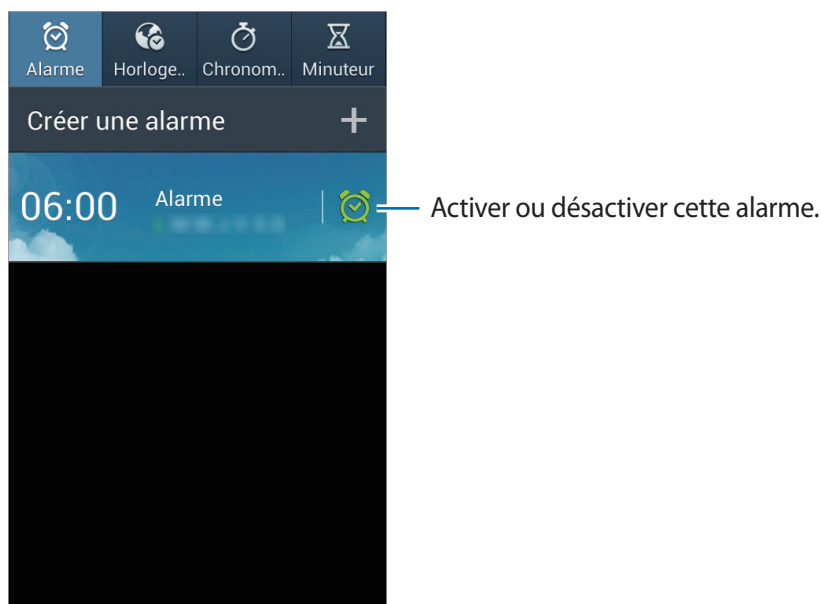 Alarme Horloge.. Chronom.. Minuteur
Créer une alarme
06:00 Alarme
Activer ou désactiver cette alarme.